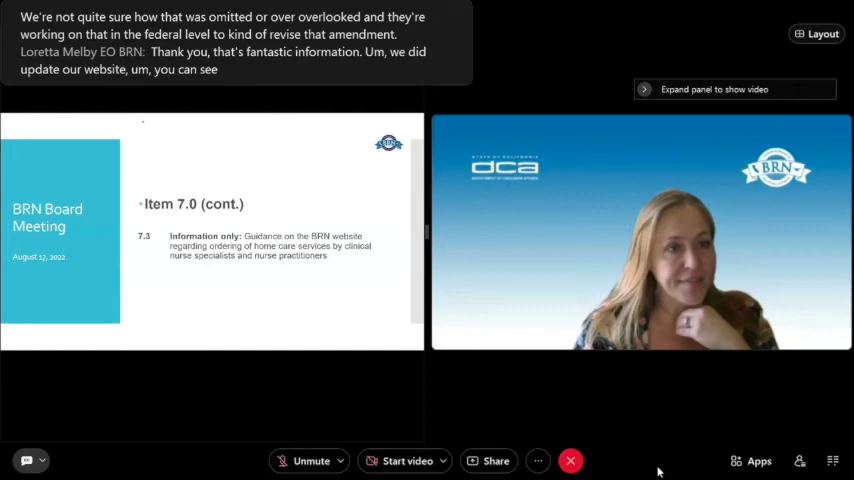 We're not quite sure how that was omitted or over overlooked and they're
working on that in the federal level to kind of revise that amendment.
Loretta Melby EO BRN: Thank you, that's fantastic information. Um, we did
update our website, um, you can see
Layout
Expand panel to show video
BRN Board
Meeting
August 17, 2022
BRN
•Item 7.0 (cont.)
7.3 Information only: Guidance on the BRN website
regarding ordering of home care services by clinical
nurse specialists and nurse practitioners
STATE OF CALIFORNIA
dca
BRN
Unmute
Start video
Share
Apps